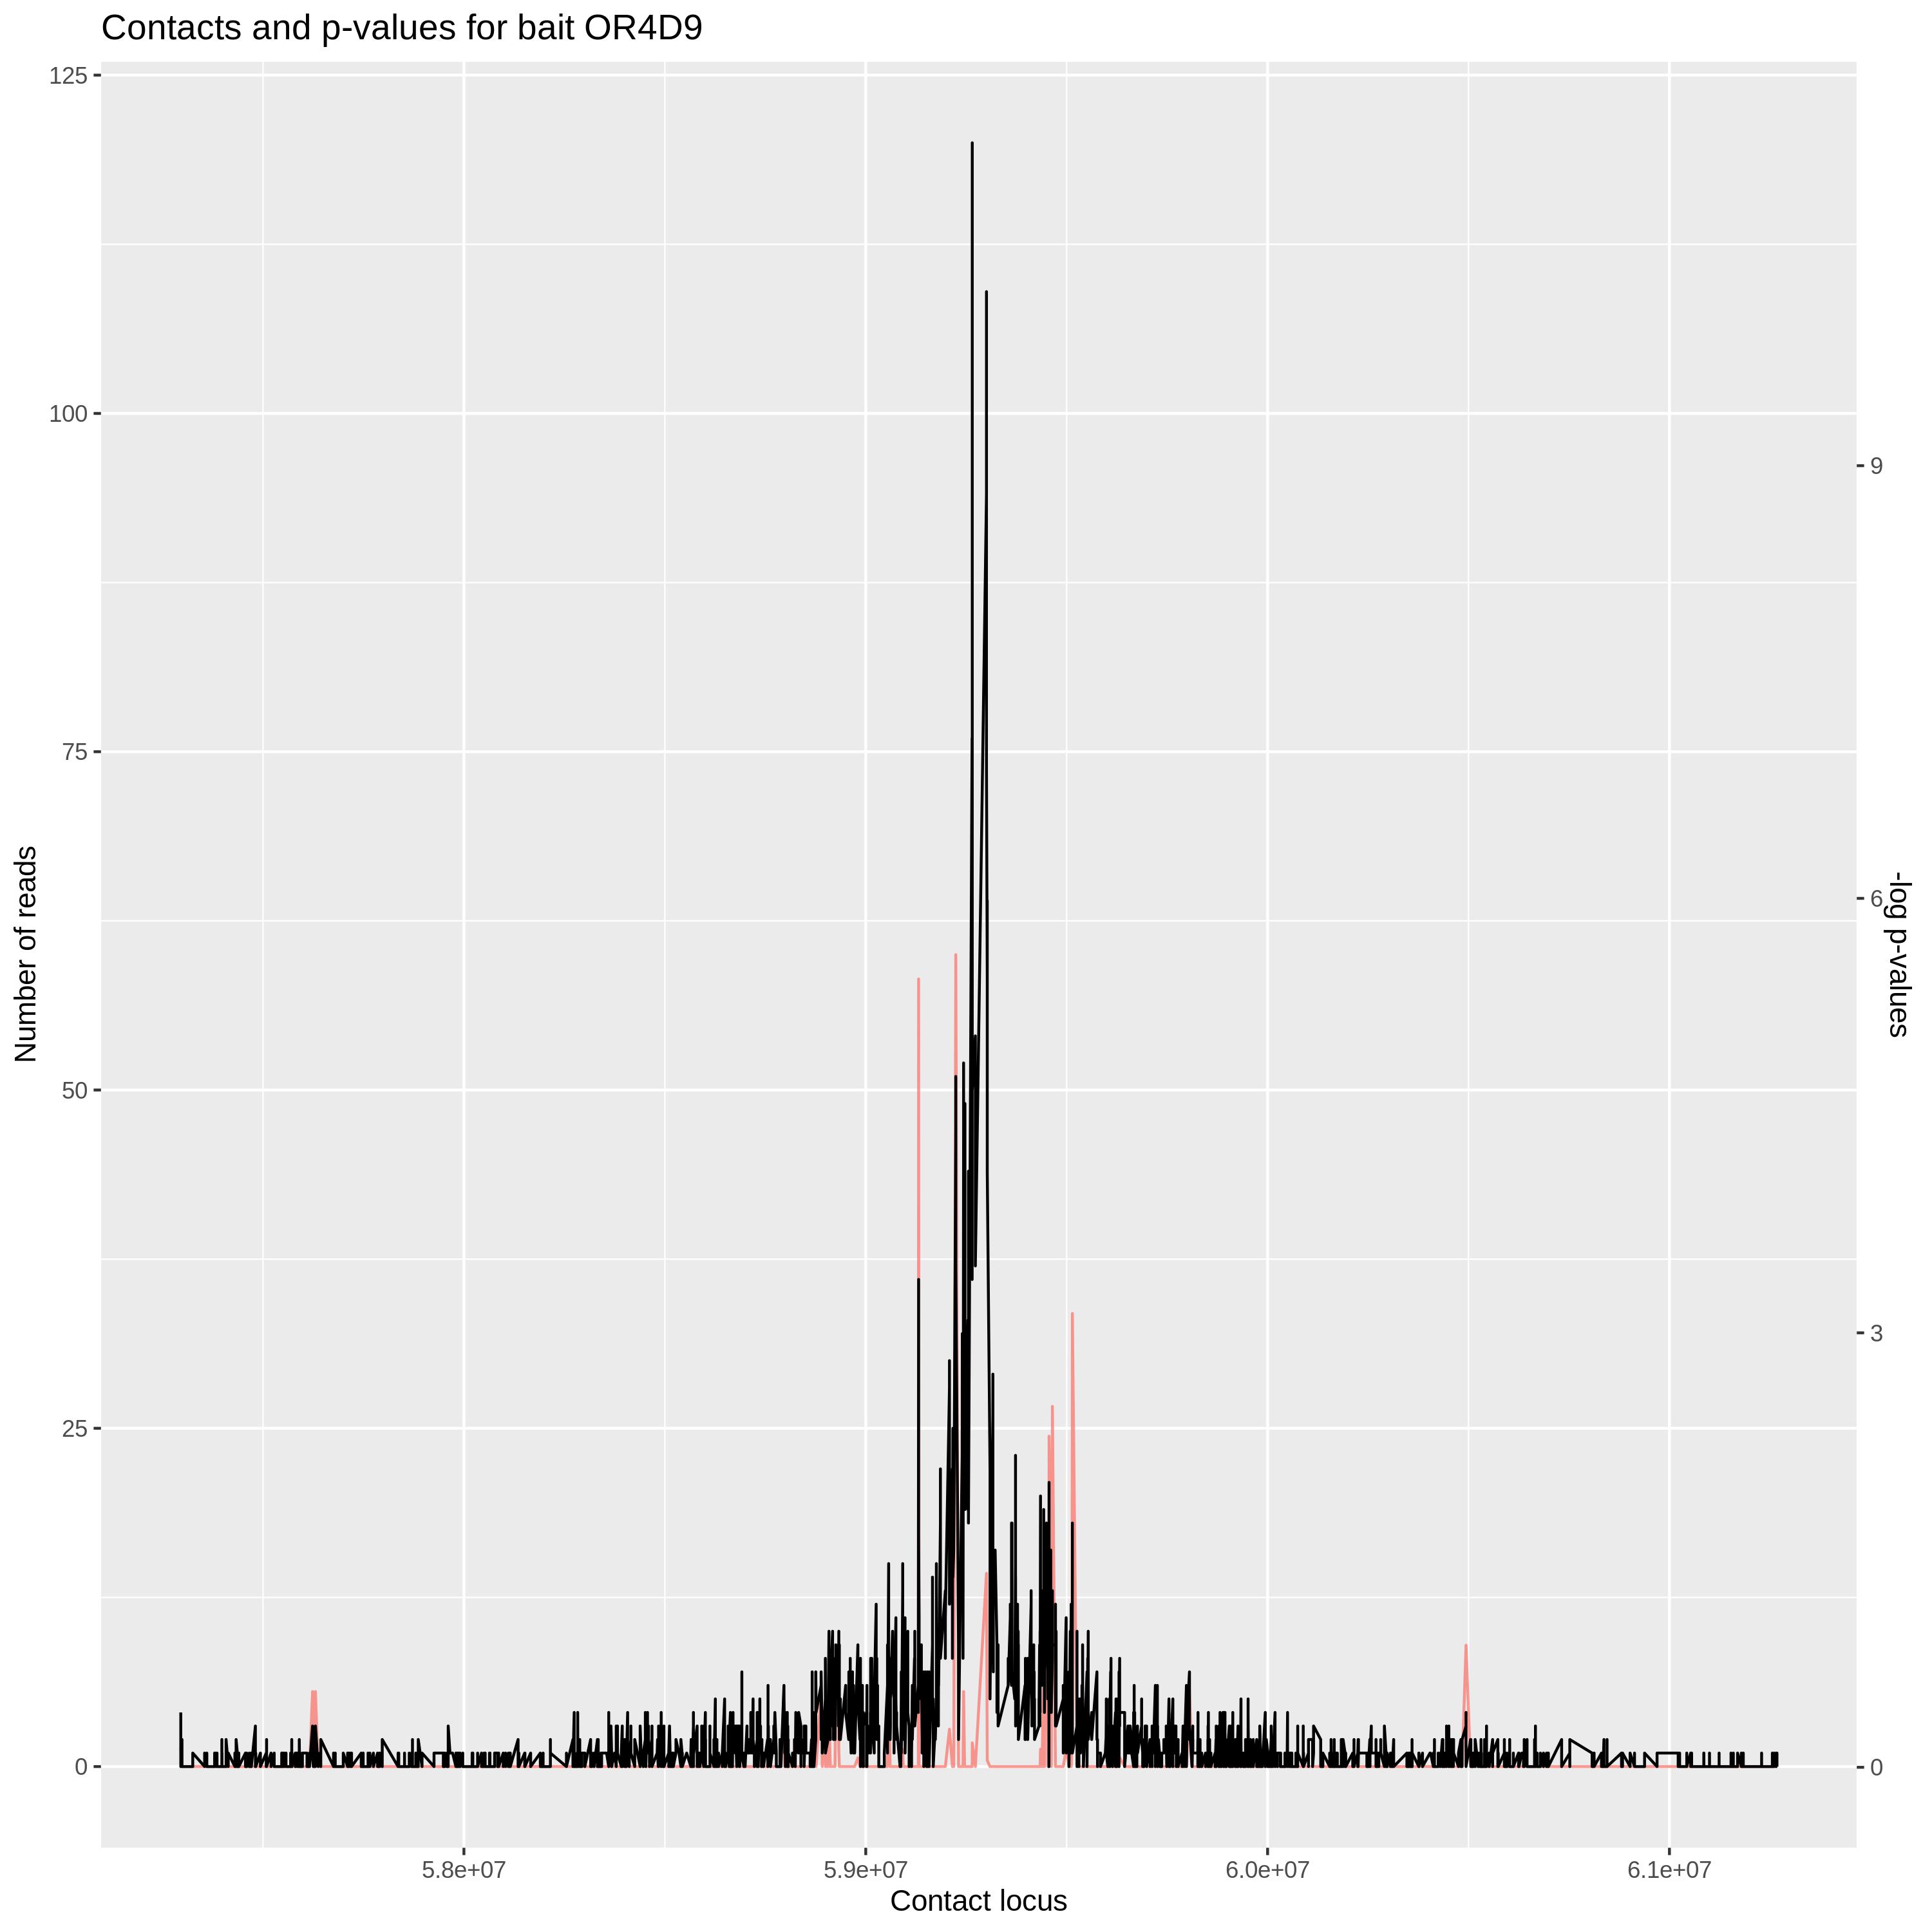 Contacts and p-values for bait OR4D9
125
100
75
50
25
0
Number of reads
9
6
3
0
-log p-values
5.8e+07
5.9e+07
6.0e+07
6.1e+07
Contact locus